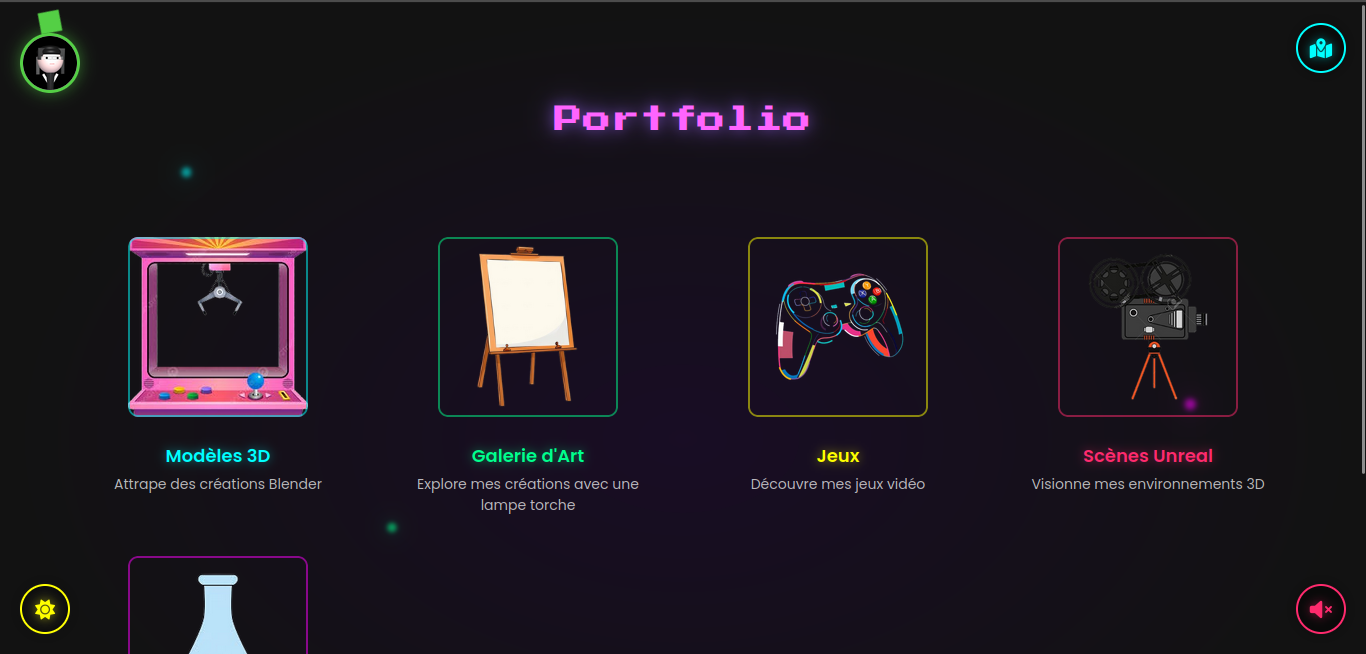 Portfolio
Modèles 3D
Attrape des créations Blender
Galerie d'Art
Explore mes créations avec une
lampe torche
Jeux
Découvre mes jeux vidéo
Scènes Unreal
Visionne mes environnements 3D